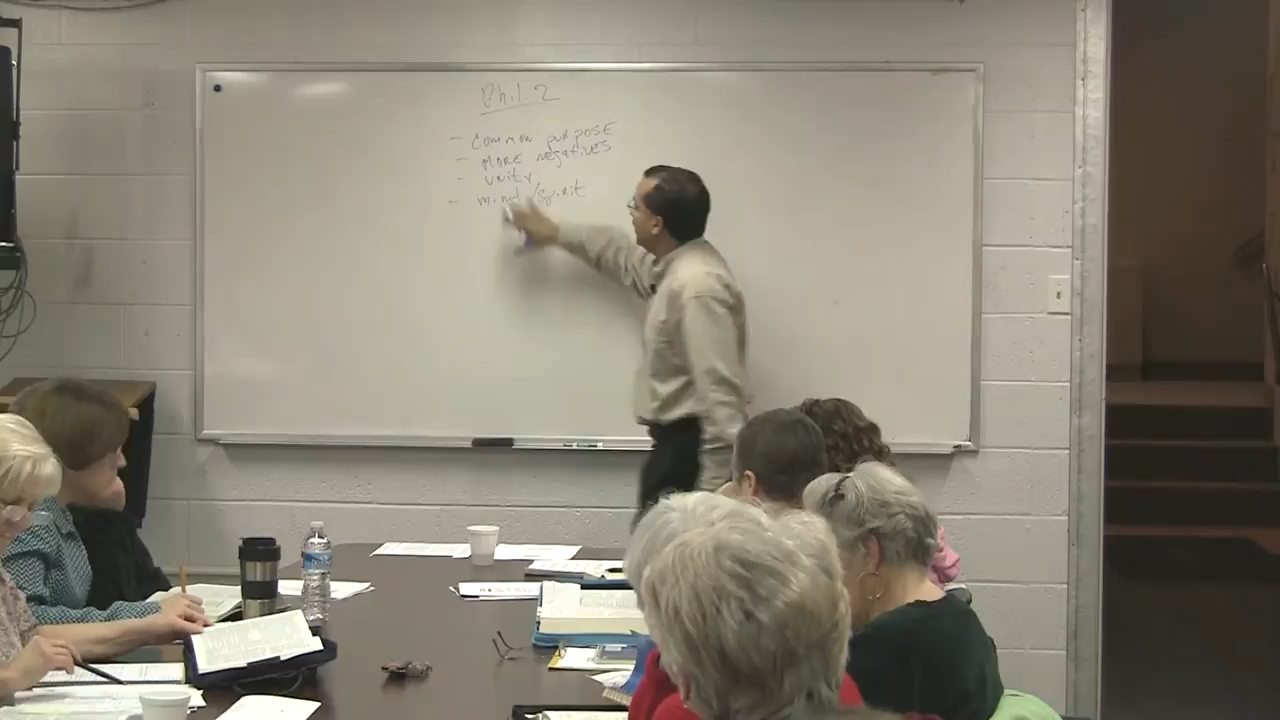 Phil. 2
- Common purpose
- More negatives
- unity
- mind/spirit